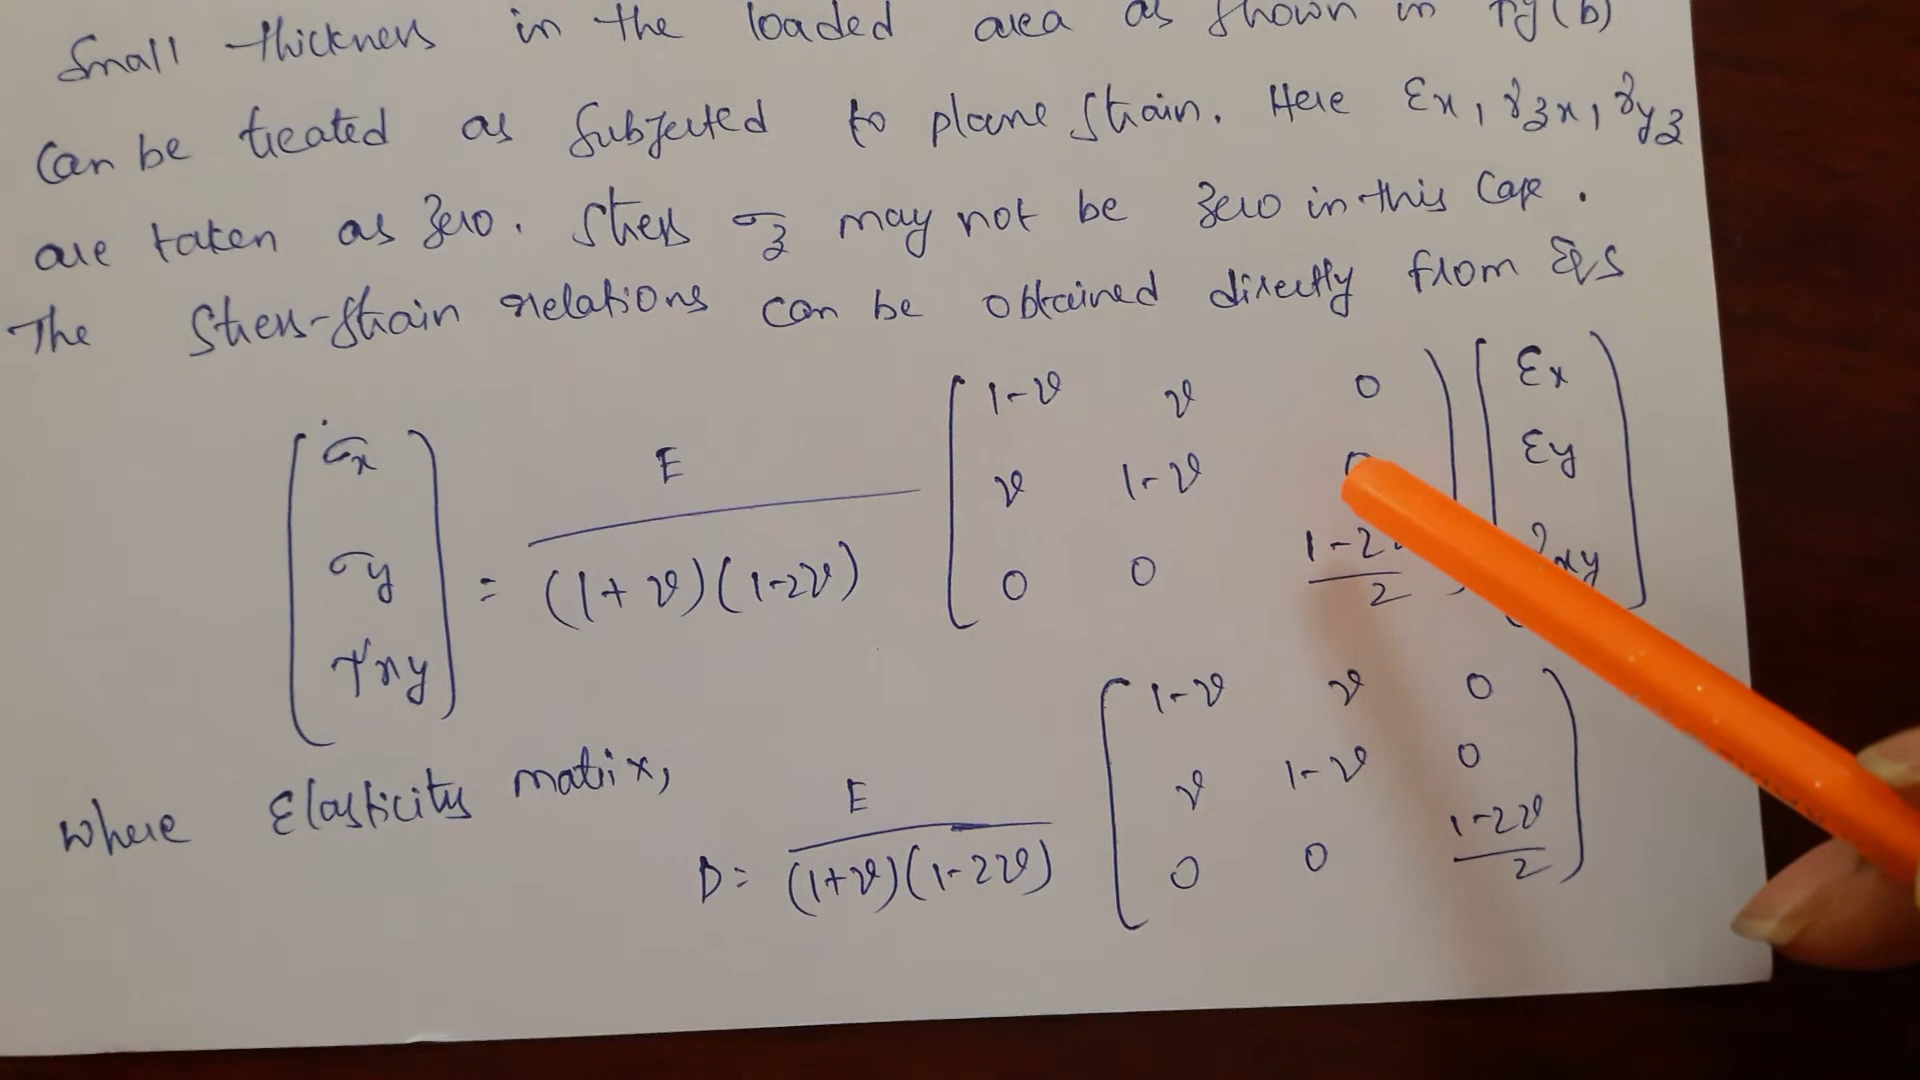 Small thickness in the loaded area as shown in Fig(b)
can be treated as Subjected to plane Strain. Here εx, γzx, γyz
are taken as Zero. Stress σz may not be Zero in this Case.
The Stress-Strain relations can be obtained directly from Eqs
[σx σy τxy] = E / (1+ν)(1-2ν) [1-ν ν 0; ν 1-ν 0; 0 0 (1-2ν)/2] [εx εy γxy]
where Elasticity matrix,
D = E / (1+ν)(1-2ν) [1-ν ν 0; ν 1-ν 0; 0 0 (1-2ν)/2]